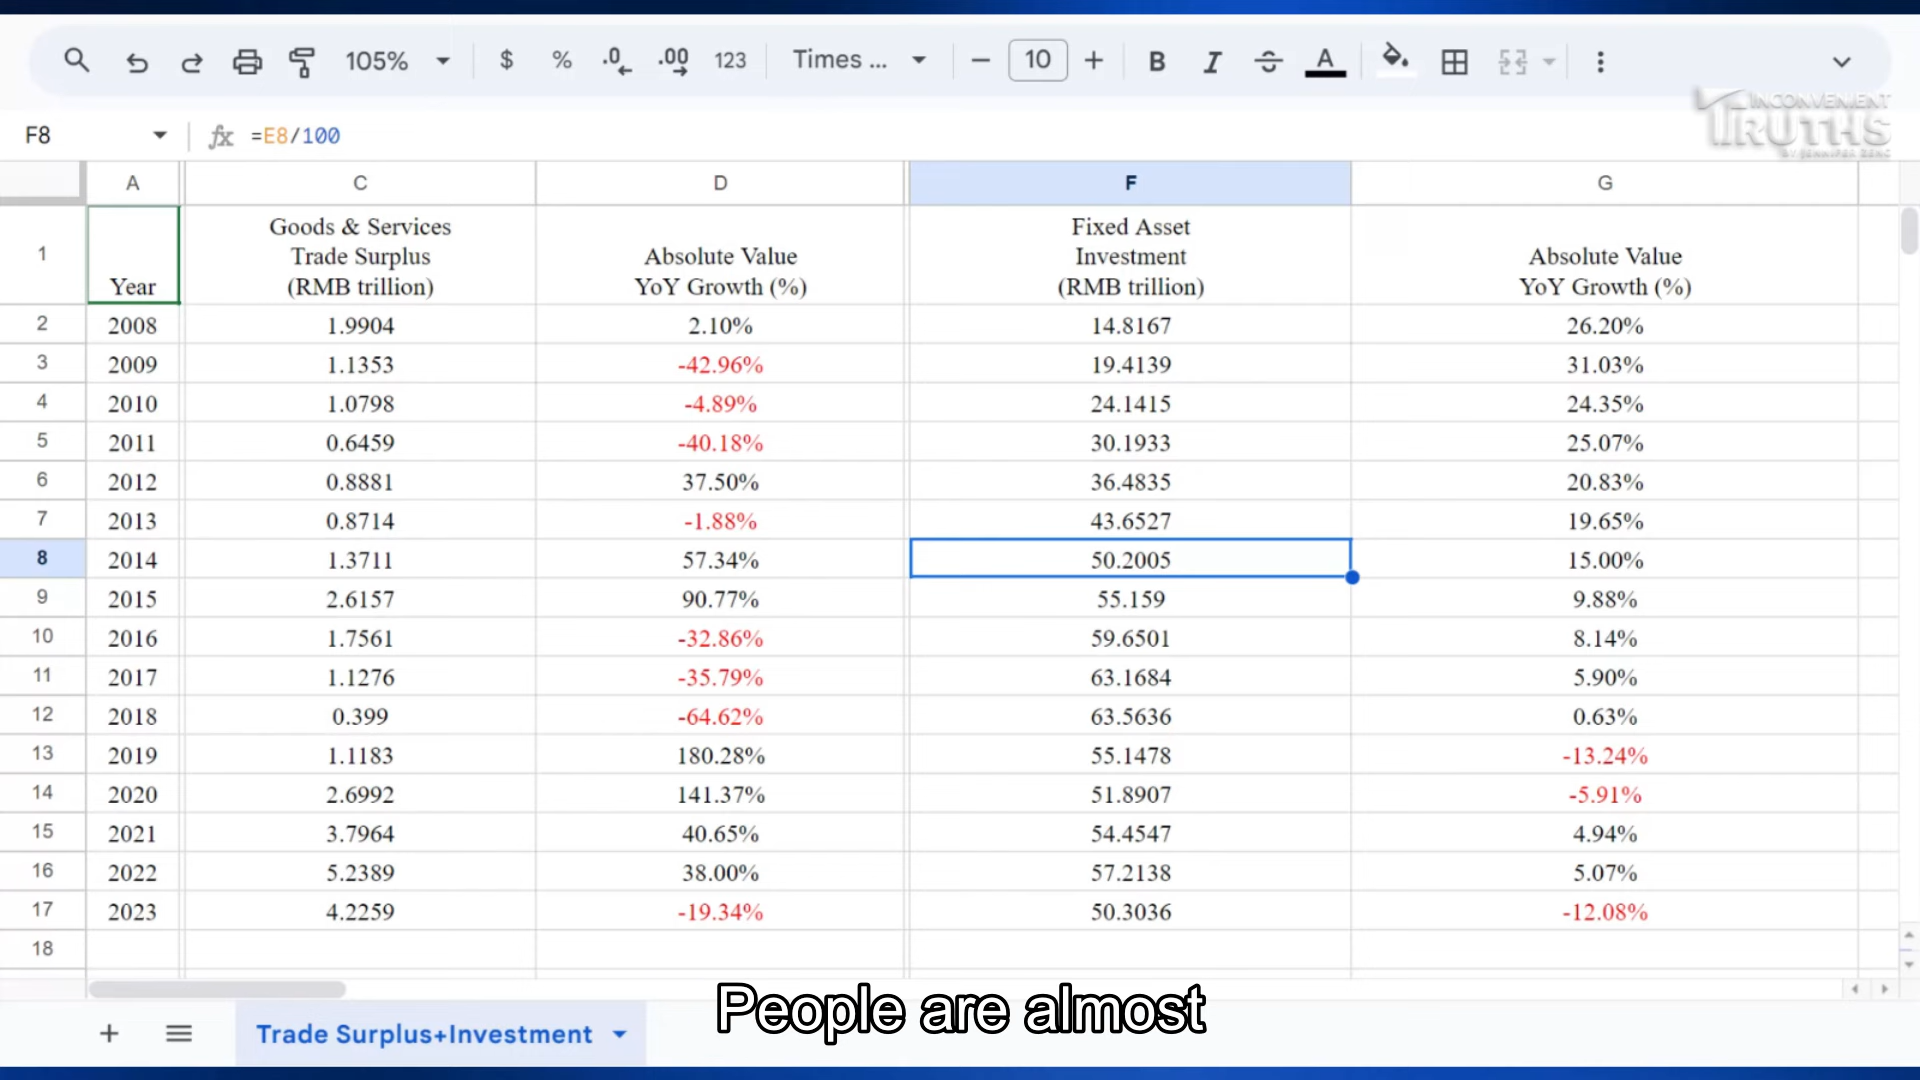 105% $ % .0 .00 123 Times ... 10 B I A
INCONVENIENT
TRUTHS
BY JENNIFER ZENG
F8 fx =E8/100
A C D F G
1 Year Goods & Services Trade Surplus (RMB trillion) Absolute Value YoY Growth (%) Fixed Asset Investment (RMB trillion) Absolute Value YoY Growth (%)
2 2008 1.9904 2.10% 14.8167 26.20%
3 2009 1.1353 -42.96% 19.4139 31.03%
4 2010 1.0798 -4.89% 24.1415 24.35%
5 2011 0.6459 -40.18% 30.1933 25.07%
6 2012 0.8881 37.50% 36.4835 20.83%
7 2013 0.8714 -1.88% 43.6527 19.65%
8 2014 1.3711 57.34% 50.2005 15.00%
9 2015 2.6157 90.77% 55.159 9.88%
10 2016 1.7561 -32.86% 59.6501 8.14%
11 2017 1.1276 -35.79% 63.1684 5.90%
12 2018 0.399 -64.62% 63.5636 0.63%
13 2019 1.1183 180.28% 55.1478 -13.24%
14 2020 2.6992 141.37% 51.8907 -5.91%
15 2021 3.7964 40.65% 54.4547 4.94%
16 2022 5.2389 38.00% 57.2138 5.07%
17 2023 4.2259 -19.34% 50.3036 -12.08%
18
People are almost
Trade Surplus+Investment